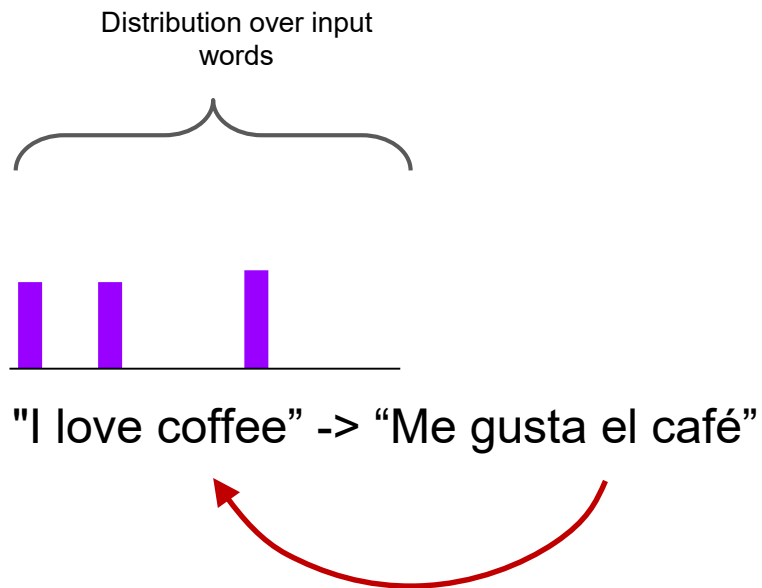 Distribution over input
words
"I love coffee” -> “Me gusta el café”